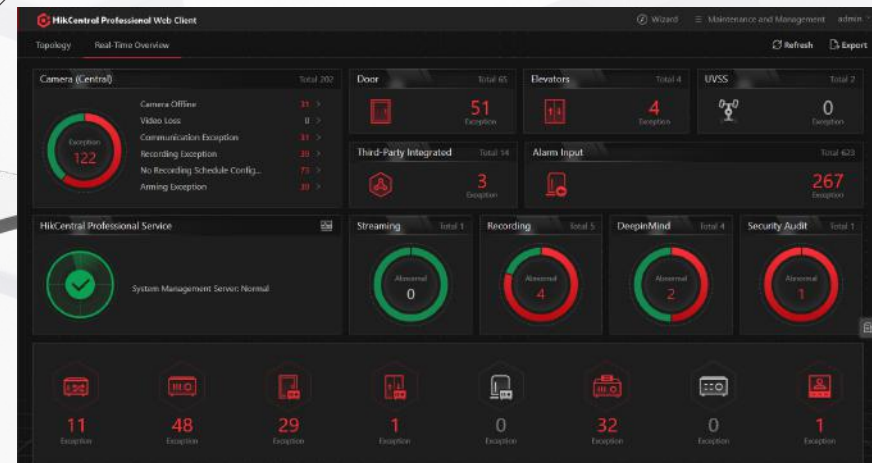 HikCentral Professional Web Client
Wizard
Maintenance and Management
admin
Topology
Real-Time Overview
Refresh
Export
Camera (Central)
Total 202
Exception
122
Camera Offline
Video Loss 0
Communication Exception
Recording Exception
No Recording Schedule Config...
Arming Exception
Door
Total 65
51
Exception
Elevators
Total 4
4
Exception
UVSS
Total 2
0
Exception
Third-Party Integrated
Total 14
3
Exception
Alarm Input
Total 623
267
Exception
HikCentral Professional Service
System Management Server: Normal
Streaming
Total 1
Abnormal
0
Recording
Total 5
Abnormal
4
DeepinMind
Total 4
Abnormal
2
Security Audit
Total 1
Abnormal
1
11
Exception
48
Exception
29
Exception
1
Exception
0
Exception
32
Exception
0
Exception
1
Exception